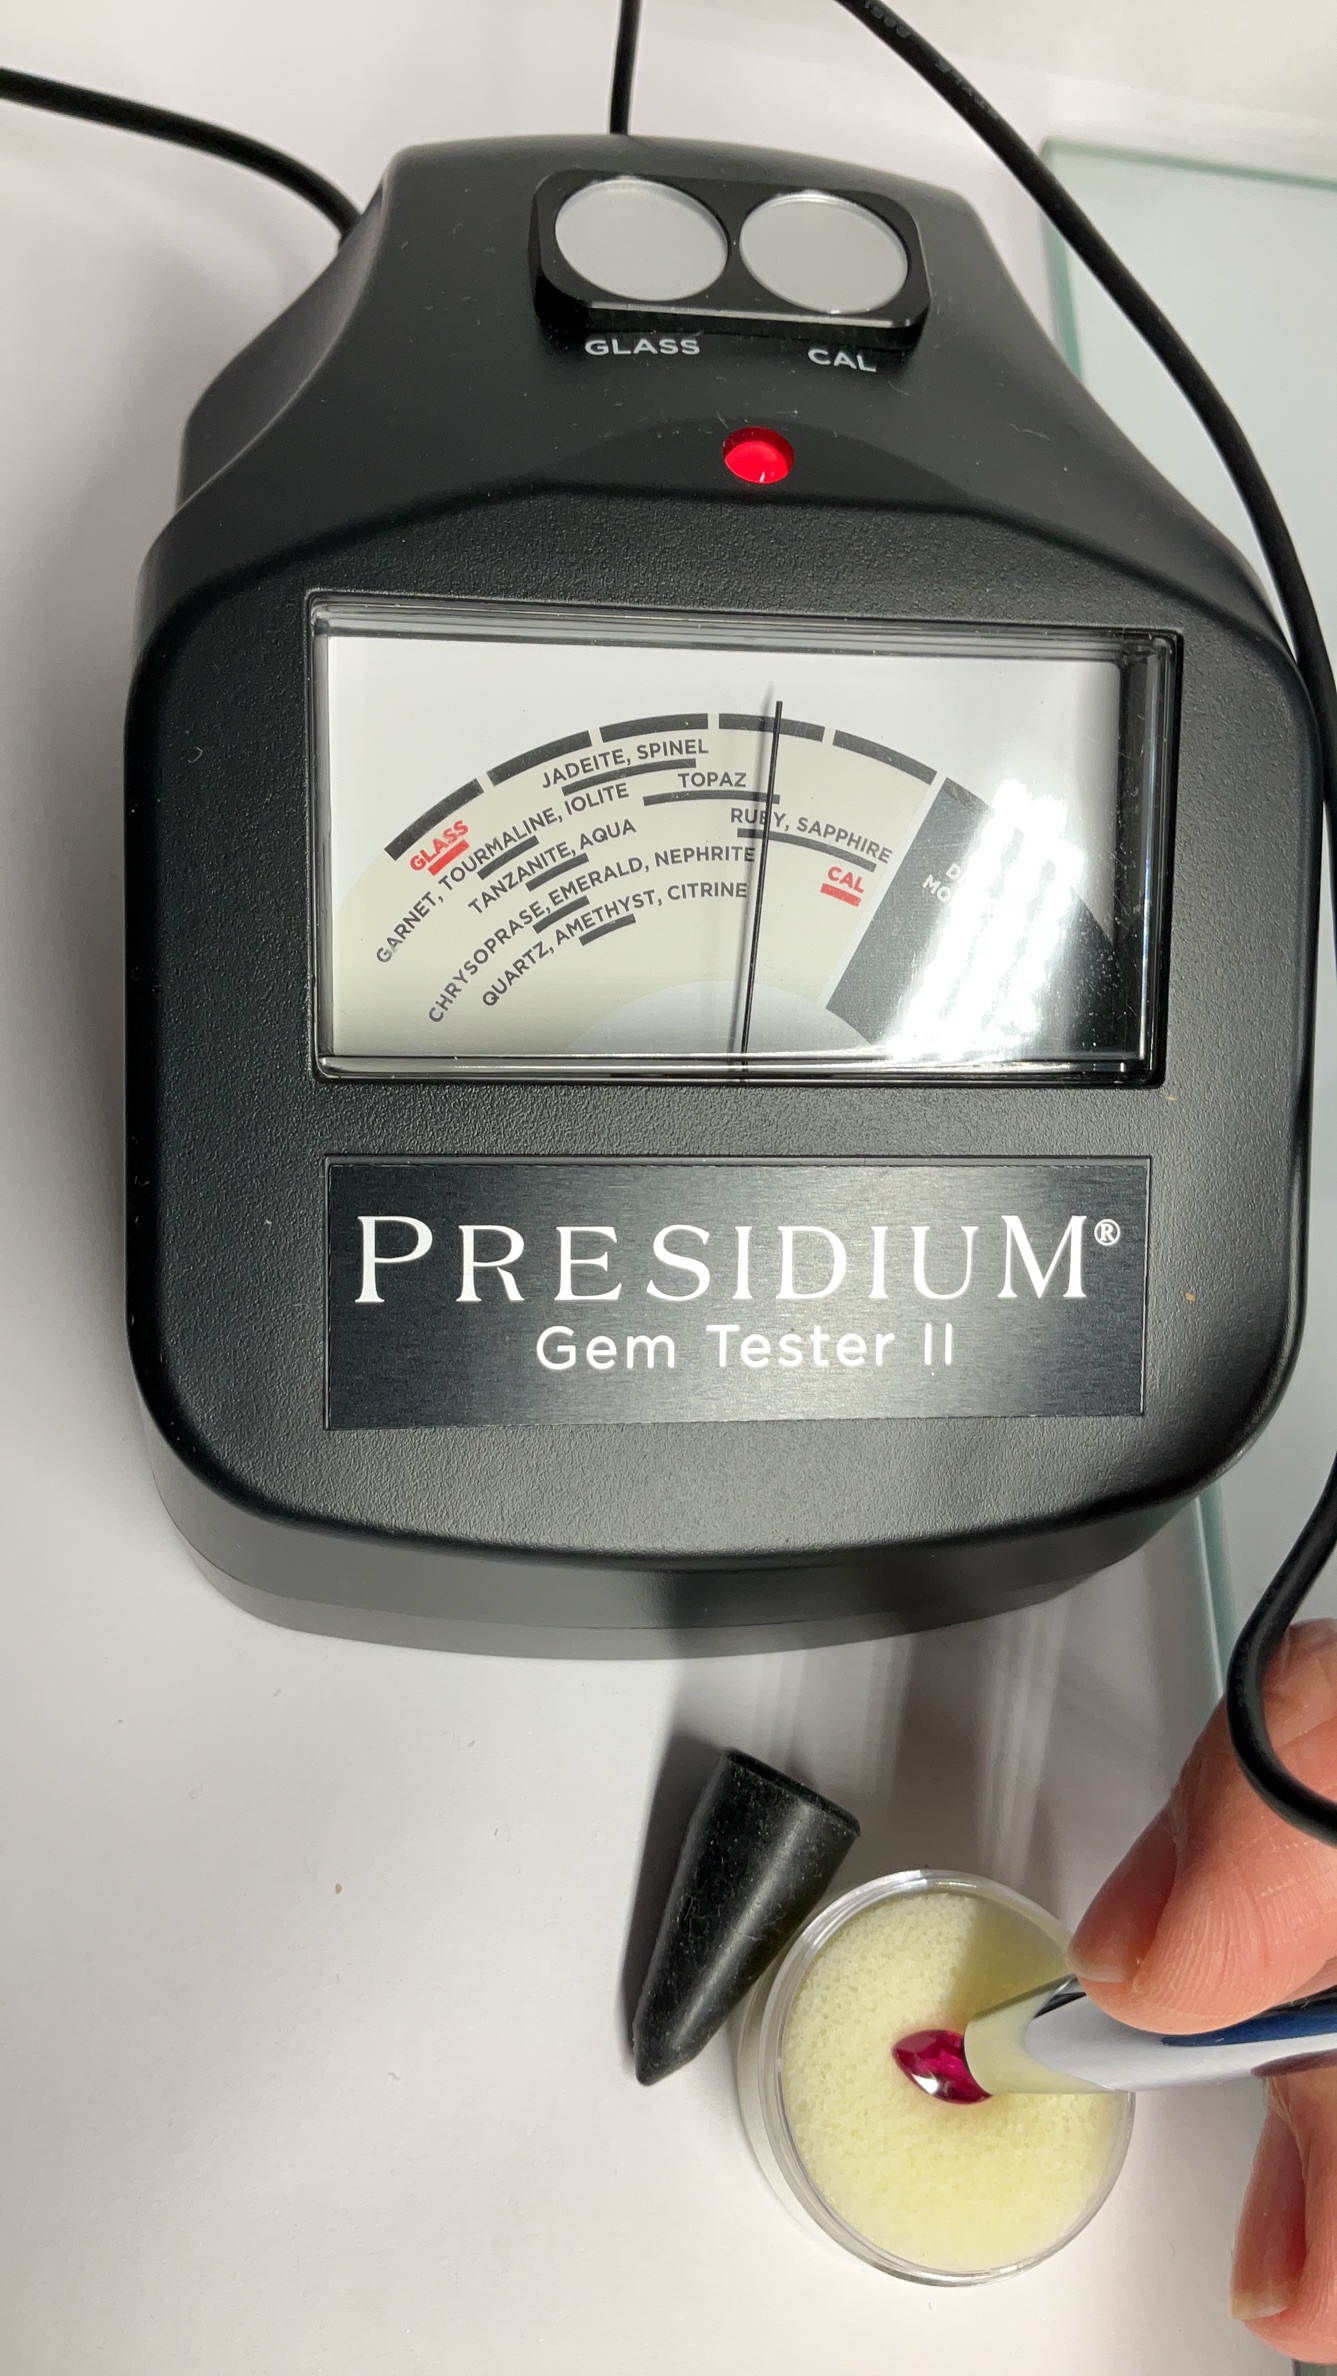 GLASS
CAL
JADEITE, SPINEL
TOPAZ
GLASS
GARNET, TOURMALINE, IOLITE
RUBY, SAPPHIRE
TANZANITE, AQUA
CAL
CHRYSOPRASE, EMERALD, NEPHRITE
QUARTZ, AMETHYST, CITRINE
PRESIDIUM®
Gem Tester II